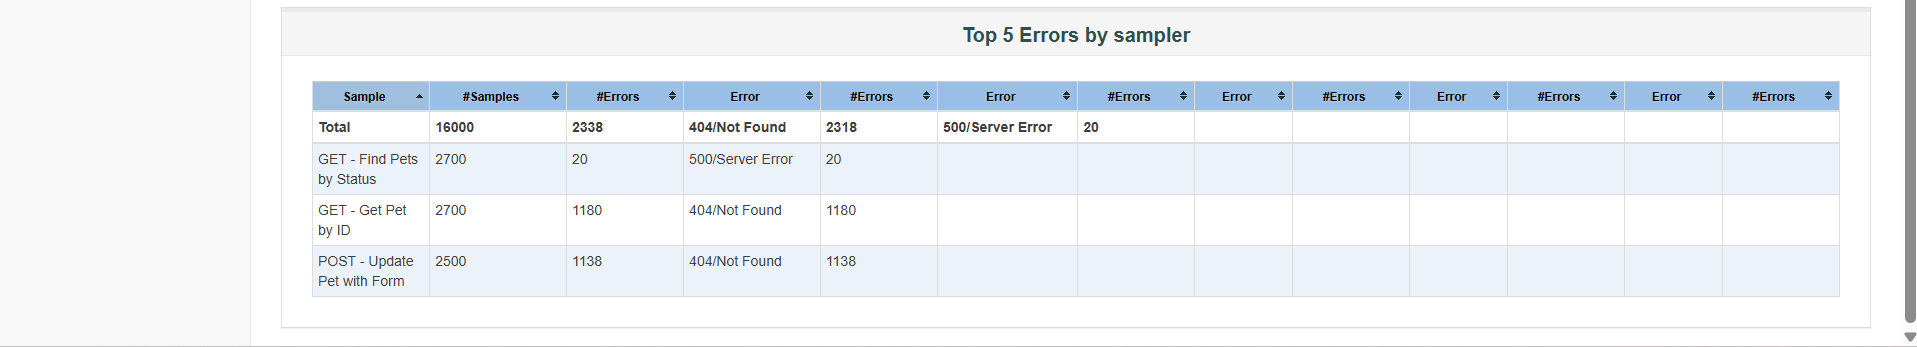 Top 5 Errors by sampler
Sample #Samples #Errors Error #Errors Error #Errors Error #Errors Error #Errors Error #Errors
Total 16000 2338 404/Not Found 2318 500/Server Error 20
GET - Find Pets 2700 20 500/Server Error 20
by Status
GET - Get Pet 2700 1180 404/Not Found 1180
by ID
POST - Update 2500 1138 404/Not Found 1138
Pet with Form